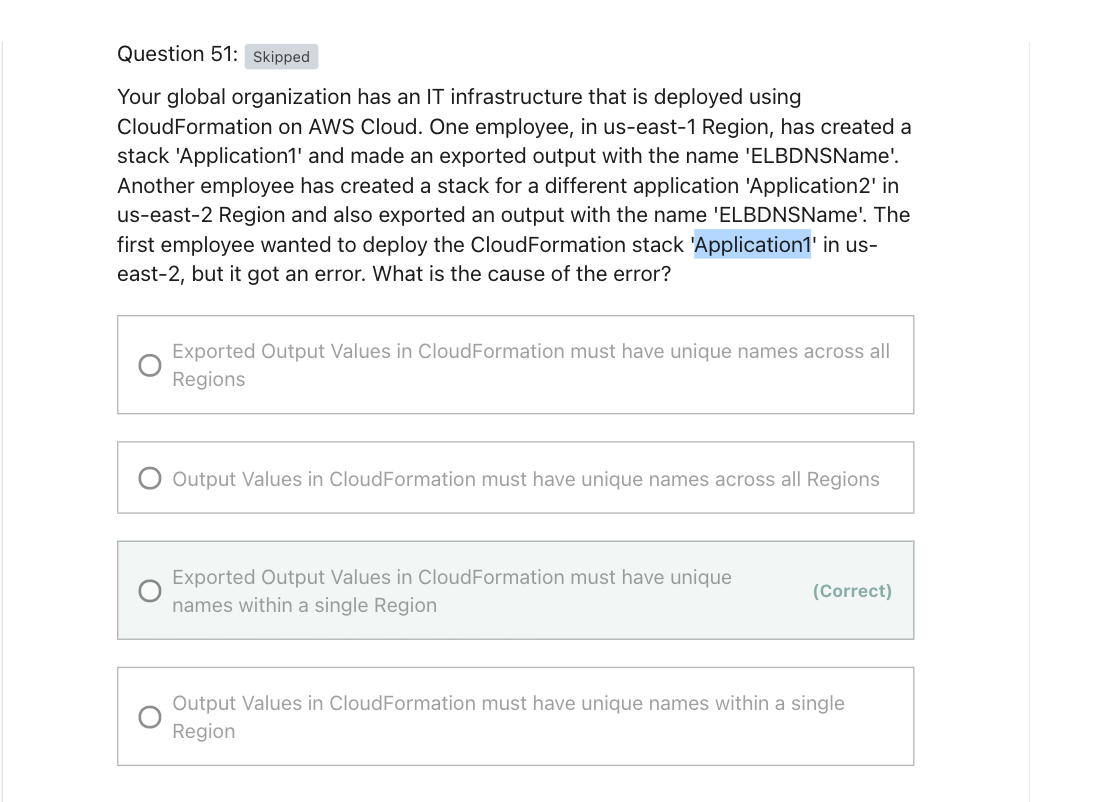 Question 51: Skipped
Your global organization has an IT infrastructure that is deployed using
CloudFormation on AWS Cloud. One employee, in us-east-1 Region, has created a
stack 'Application1' and made an exported output with the name 'ELBDNSName'.
Another employee has created a stack for a different application 'Application2' in
us-east-2 Region and also exported an output with the name 'ELBDNSName'. The
first employee wanted to deploy the CloudFormation stack 'Application1' in us-
east-2, but it got an error. What is the cause of the error?
Exported Output Values in CloudFormation must have unique names across all
Regions
Output Values in CloudFormation must have unique names across all Regions
Exported Output Values in CloudFormation must have unique
names within a single Region
(Correct)
Output Values in CloudFormation must have unique names within a single
Region